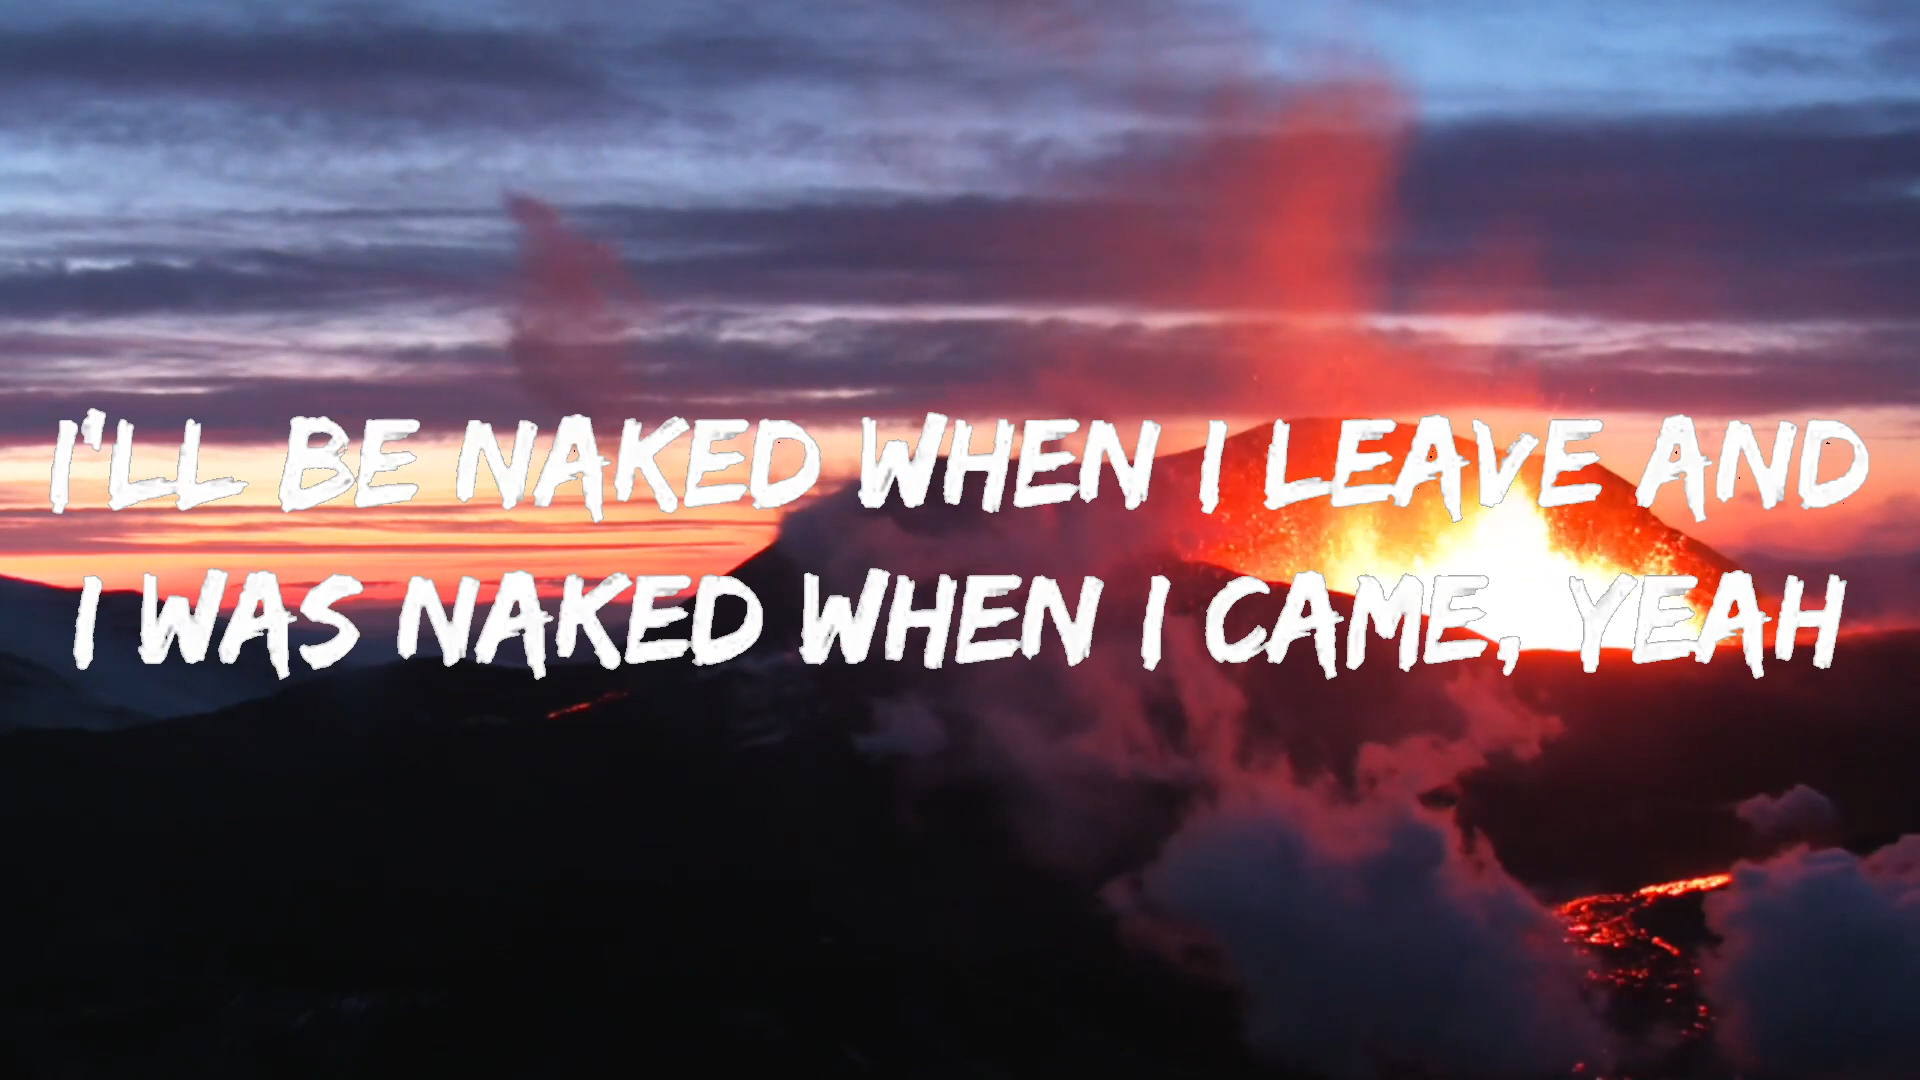 I'LL BE NAKED WHEN I LEAVE AND
I WAS NAKED WHEN I CAME, YEAH